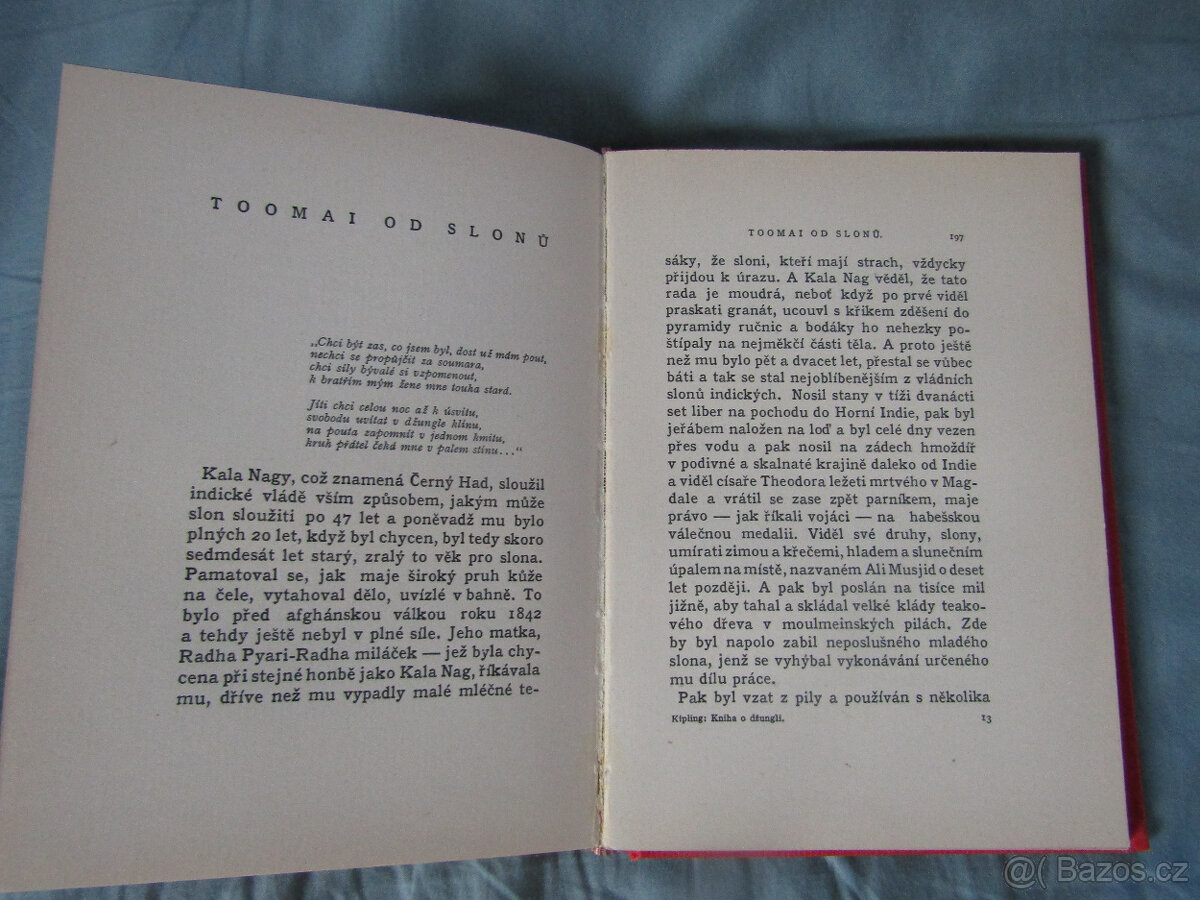 TOOMAI OD SLONŮ
„Chci být zas, co jsem byl, dost už mám pout,
nechci se propůjčit za soumara,
chci síly bývalé si vzpomenout,
k bratřím mým žene mne touha stará.
Jíti chci celou noc až k úsvitu,
svobodu uvítat v džungle klínu,
na pouta zapomnít v jednom kmitu,
kruh přátel čeká mne v palem stínu...“
Kala Nagy, což znamená Černý Had, sloužil
indické vládě vším způsobem, jakým může
slon sloužiti po 47 let a poněvadž mu bylo
plných 20 let, když byl chycen, byl tedy skoro
sedmdesát let starý, zralý to věk pro slona.
Pamatoval se, jak maje široký pruh kůže
na čele, vytahoval dělo, uvízlé v bahně. To
bylo před afghánskou válkou roku 1842
a tehdy ještě nebyl v plné síle. Jeho matka,
Radha Pyari-Radha miláček — jež byla chy-
cena při stejné honbě jako Kala Nag, říkávala
mu, dříve než mu vypadly malé mléčné te-
TOOMAI OD SLONŮ. 197
sáky, že sloni, kteří mají strach, vždycky
přijdou k úrazu. A Kala Nag věděl, že tato
rada je moudrá, neboť když po prvé viděl
praskati granát, ucouvl s křikem zděšení do
pyramidy ručnic a bodáky ho nehezky po-
štípaly na nejměkčí části těla. A proto ještě
než mu bylo pět a dvacet let, přestal se vůbec
báti a tak se stal nejoblíbenějším z vládních
slonů indických. Nosil stany v tíži dvanácti
set liber na pochodu do Horní Indie, pak byl
jeřábem naložen na loď a byl celé dny vezen
přes vodu a pak nosil na zádech hmoždíř
v podivné a skalnaté krajině daleko od Indie
a viděl císaře Theodora ležeti mrtvého v Mag-
dale a vrátil se zase zpět parníkem, maje
právo — jak říkali vojáci — na habešskou
válečnou medalii. Viděl své druhy, slony,
umírati zimou a křečemi, hladem a slunečním
úpalem na místě, nazvaném Ali Musjid o deset
let později. A pak byl poslán na tisíce mil
jižně, aby tahal a skládal velké klády teako-
vého dřeva v moulmeinských pilách. Zde
by byl napolo zabil neposlušného mladého
slona, jenž se vyhýbal vykonávání určeného
mu dílu práce.
Pak byl vzat z pily a používán s několika
Kipling: Kniha o džungli. 13
@( Bazos.cz